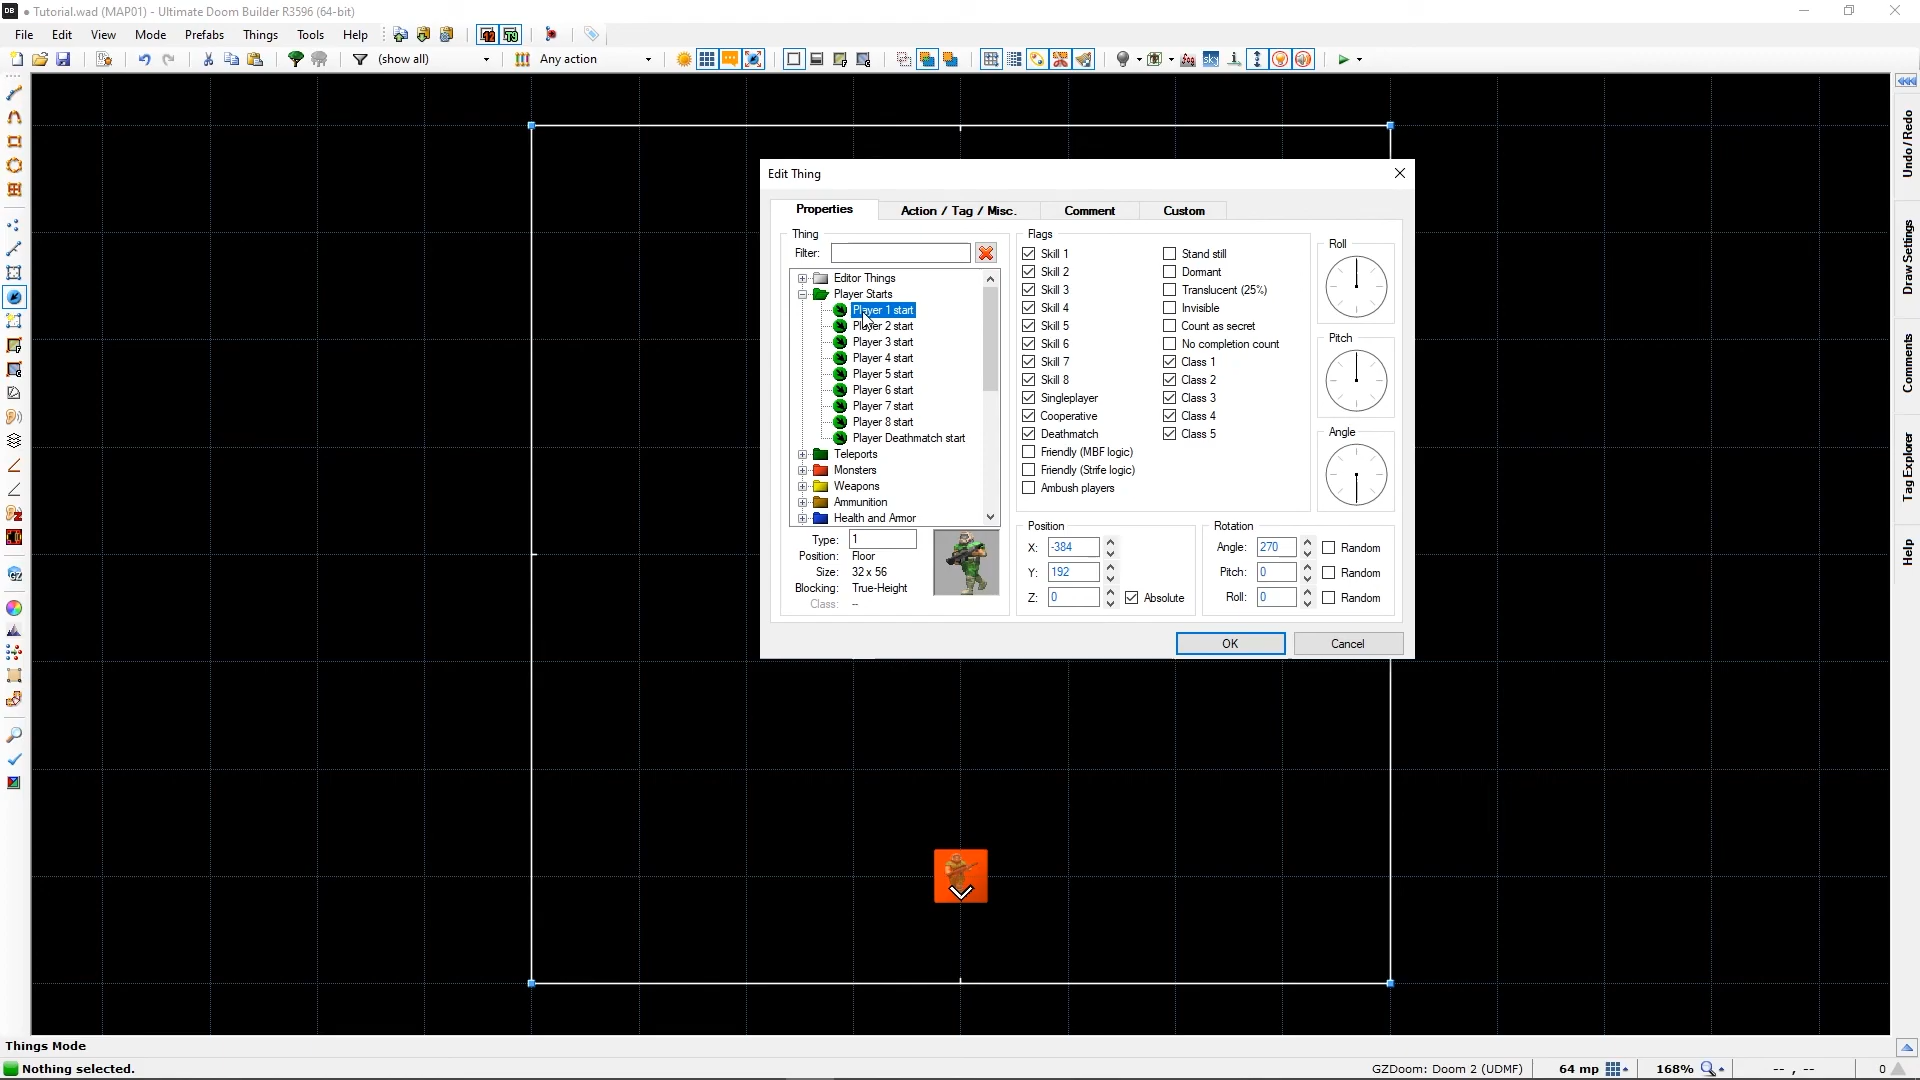 DB • Tutorial.wad (MAP01) - Ultimate Doom Builder R3596 (64-bit)
File Edit View Mode Prefabs Things Tools Help
(show all) Any action
Undo / Redo
Draw Settings
Comments
Tag Explorer
Help
Edit Thing
Properties Action / Tag / Misc. Comment Custom
Thing
Filter:
Editor Things
Player Starts
Player 1 start
Player 2 start
Player 3 start
Player 4 start
Player 5 start
Player 6 start
Player 7 start
Player 8 start
Player Deathmatch start
Teleports
Monsters
Weapons
Ammunition
Health and Armor
Type: 1
Position: Floor
Size: 32 x 56
Blocking: True-Height
Class: --
Flags
Skill 1
Skill 2
Skill 3
Skill 4
Skill 5
Skill 6
Skill 7
Skill 8
Singleplayer
Cooperative
Deathmatch
Friendly (MBF logic)
Friendly (Strife logic)
Ambush players
Stand still
Dormant
Translucent (25%)
Invisible
Count as secret
No completion count
Class 1
Class 2
Class 3
Class 4
Class 5
Roll
Pitch
Angle
Position
X: -384
Y: 192
Z: 0 Absolute
Rotation
Angle: 270 Random
Pitch: 0 Random
Roll: 0 Random
OK Cancel
Things Mode
Nothing selected. GZDoom: Doom 2 (UDMF) 64 mp 168% -- , -- 0